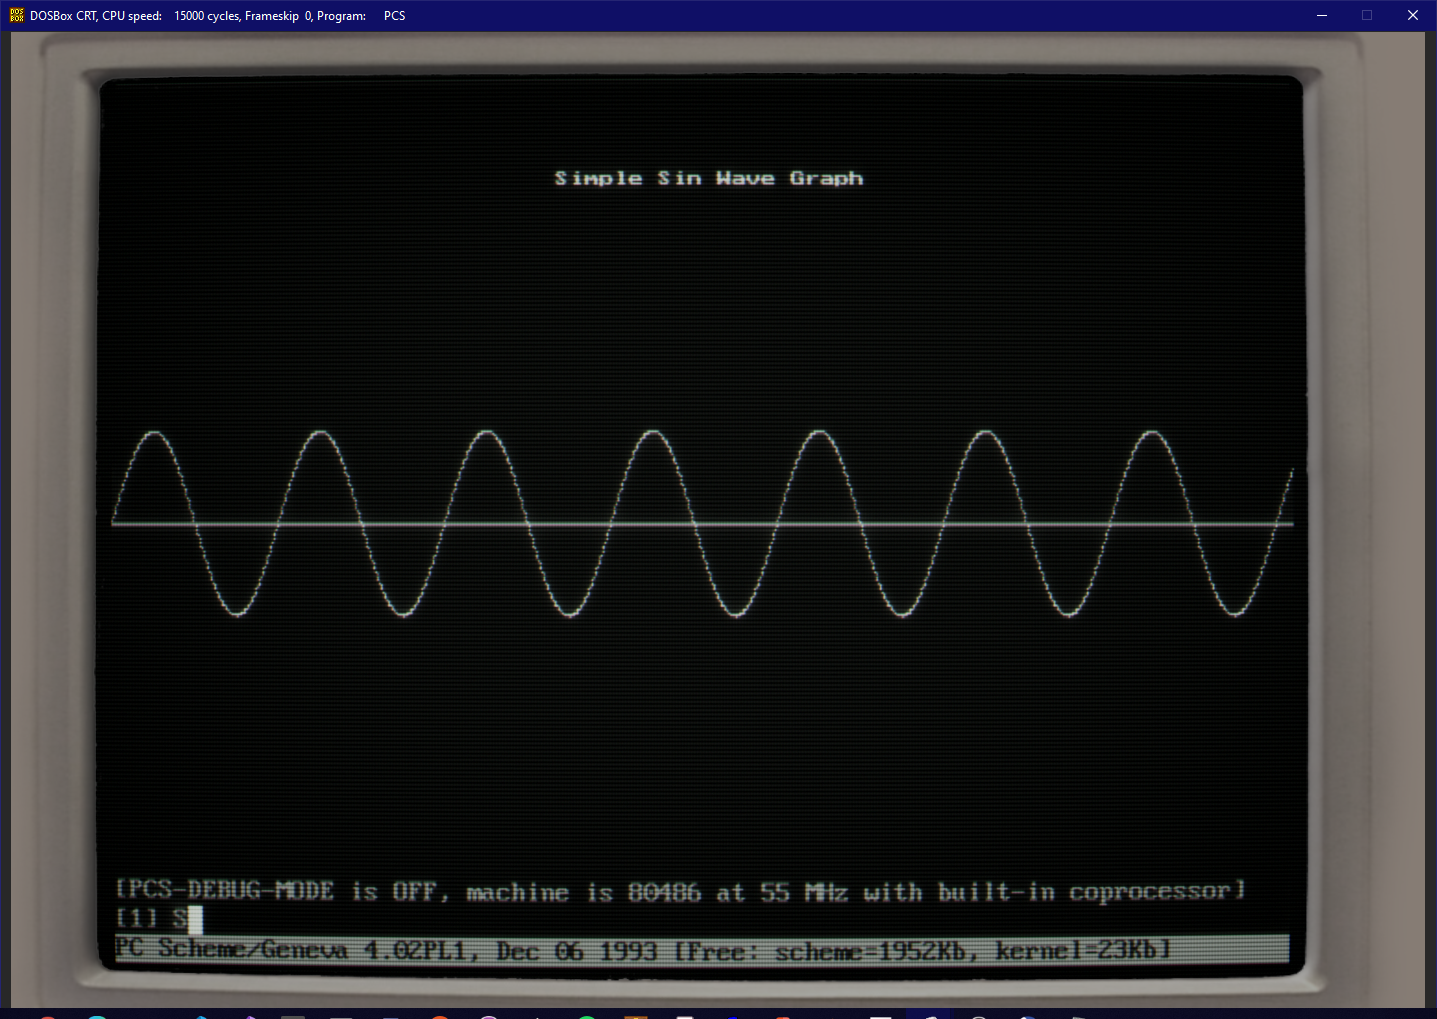 DOSBox CRT, CPU speed: 15000 cycles, Frameskip 0, Program: PCS
Simple Sin Wave Graph
[PCS-DEBUG-MODE is OFF, machine is 80486 at 55 MHz with built-in coprocessor]
[1] S
PC Scheme/Geneva 4.02PL1, Dec 06 1993 [Free: scheme=1952Kb, kernel=23Kb]